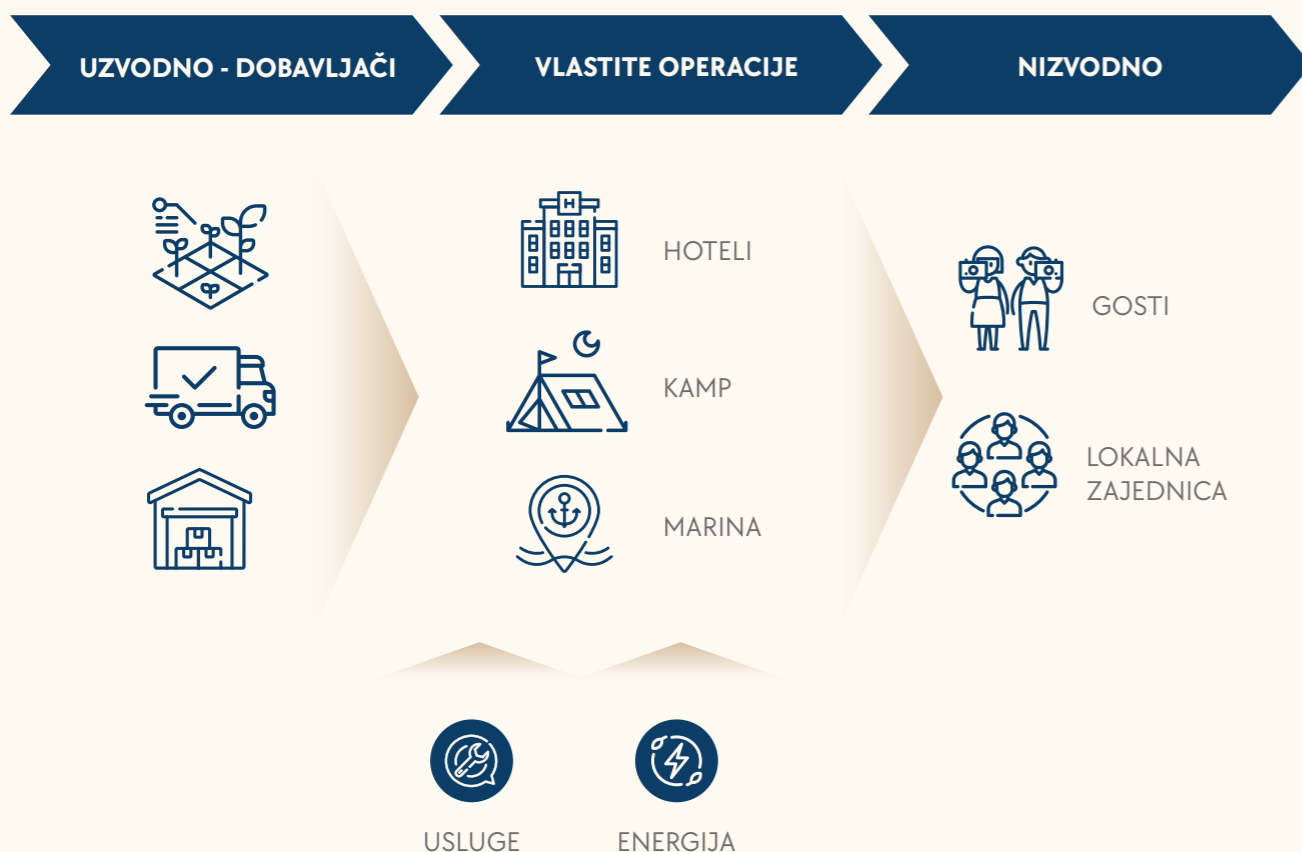 UZVODNO - DOBAVLJAČI
VLASTITE OPERACIJE
NIZVODNO
H
HOTELI
KAMP
MARINA
GOSTI
LOKALNA
ZAJEDNICA
USLUGE
ENERGIJA